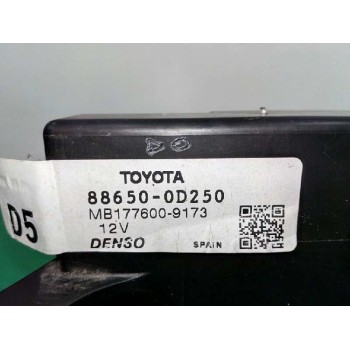 TOYOTA
88650-0D250
MB177600-9173
12V
DENSO SPAIN
D5